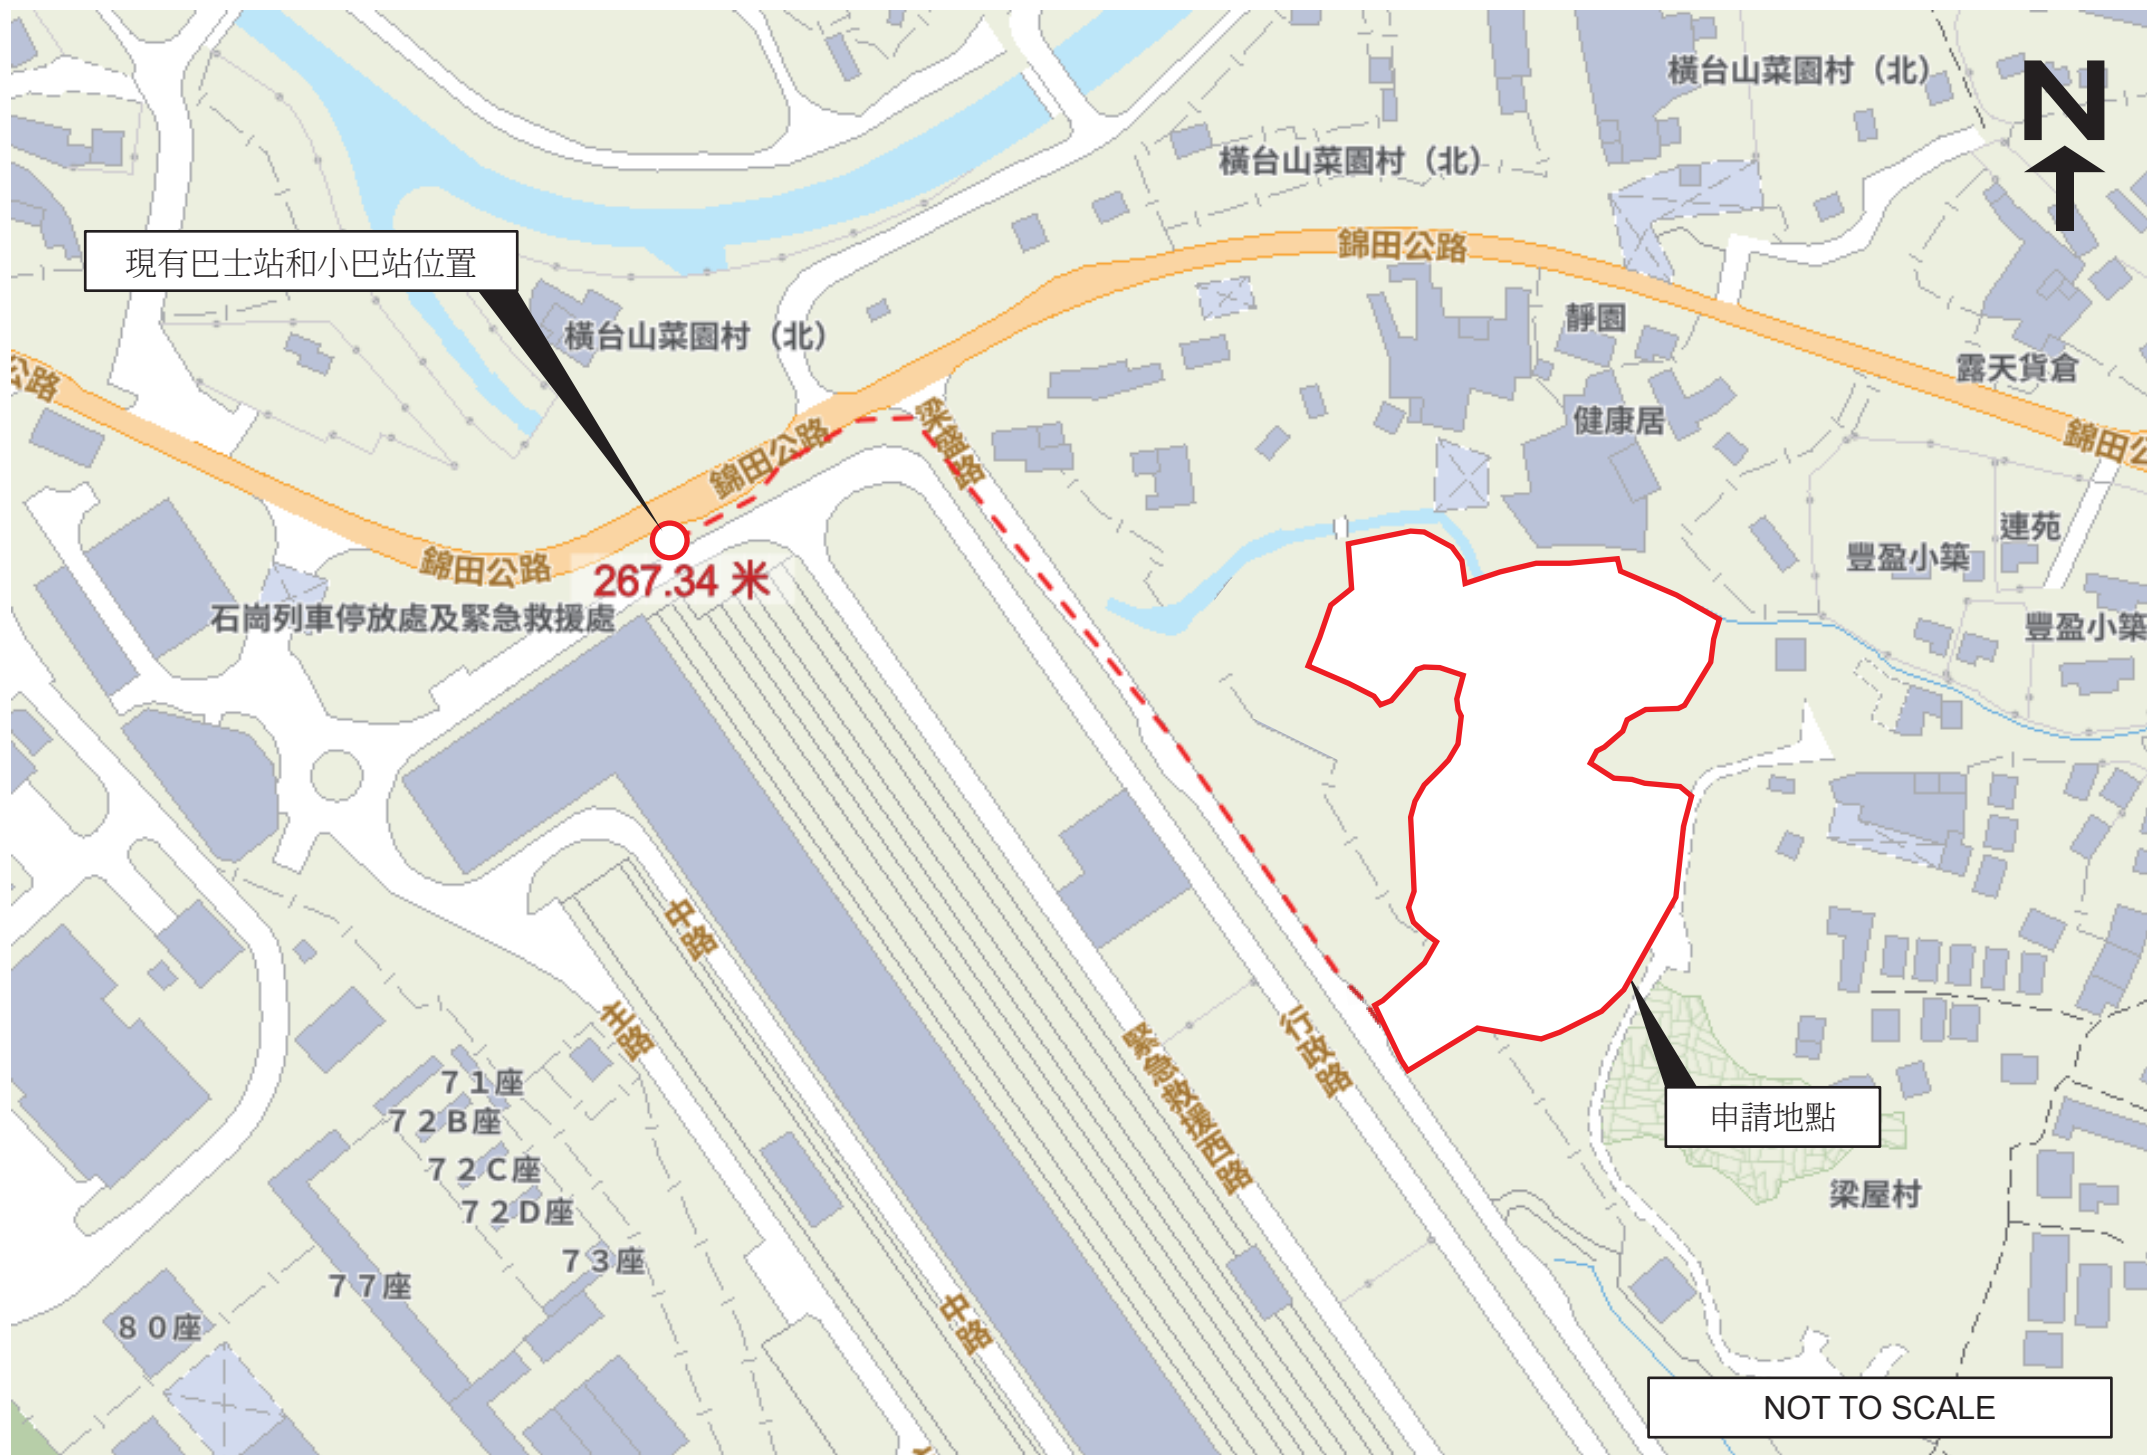 橫台山菜園村（北）
N
橫台山菜園村（北）
錦田公路
現有巴士站和小巴站位置
橫台山菜園村（北）
靜園
露天貨倉
公路
梁盛路
健康居
錦田公
錦田公路
連苑
豐盈小築
錦田公路
267.34 米
石崗列車停放處及緊急救援處
豐盈小築
中路
主路
行政路
緊急救援西路
７１座
７２B座
申請地點
７２C座
梁屋村
７２D座
７３座
７７座
８０座
中路
NOT TO SCALE